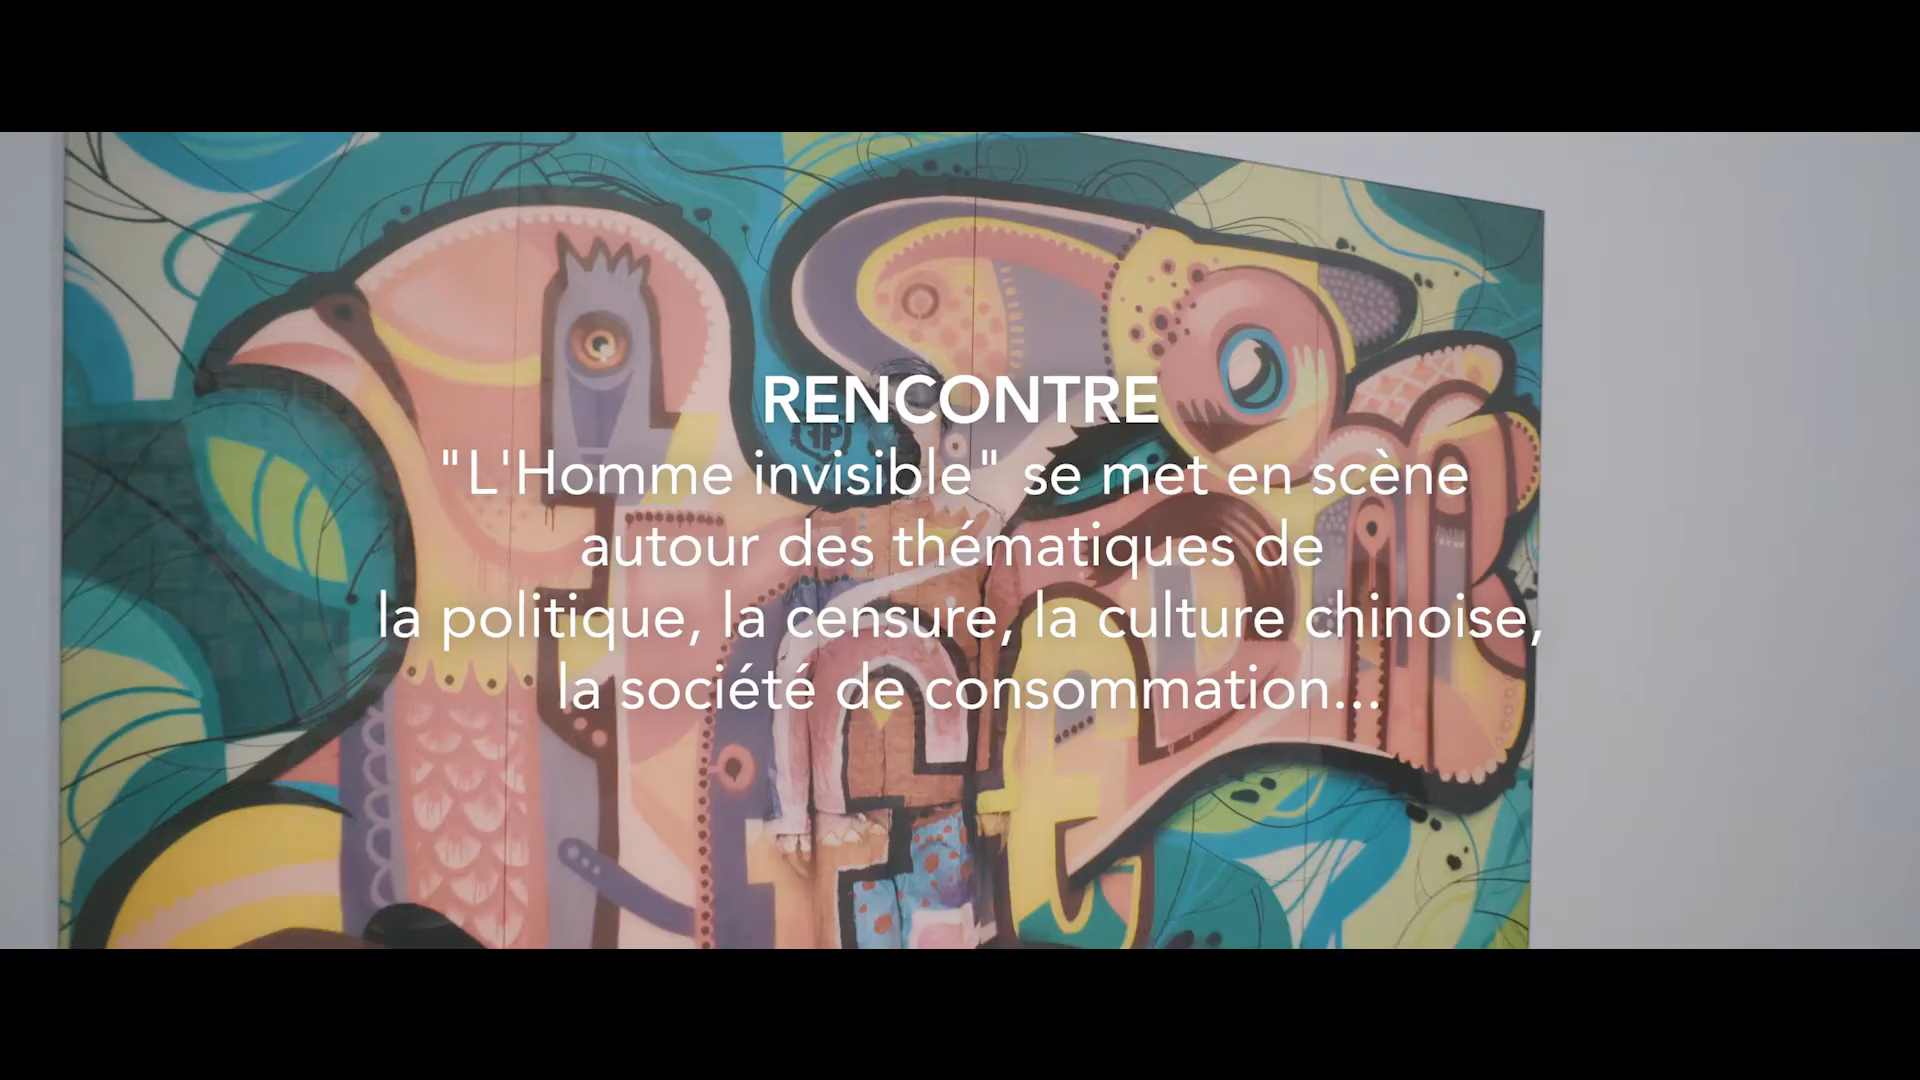 RENCONTRE
"L'Homme invisible" se met en scène
autour des thématiques de
la politique, la censure, la culture chinoise,
la société de consommation...